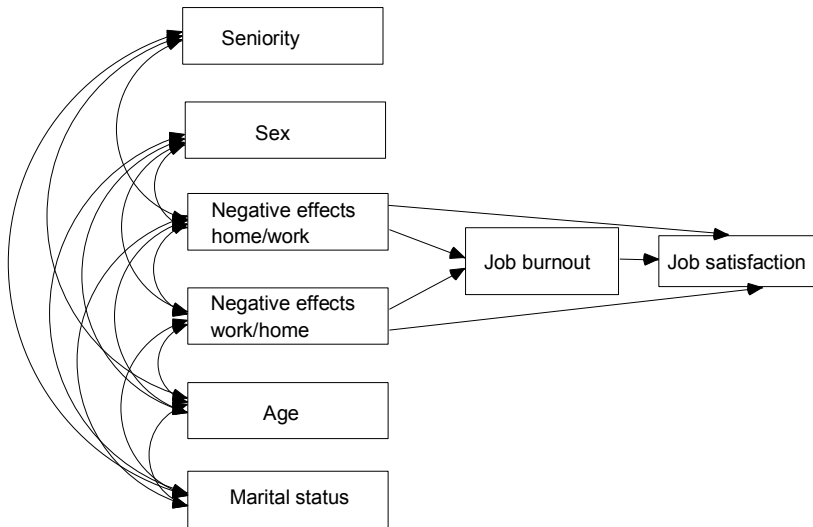 Seniority
Sex
Negative effects
home/work
Job burnout
Job satisfaction
Negative effects
work/home
Age
Marital status